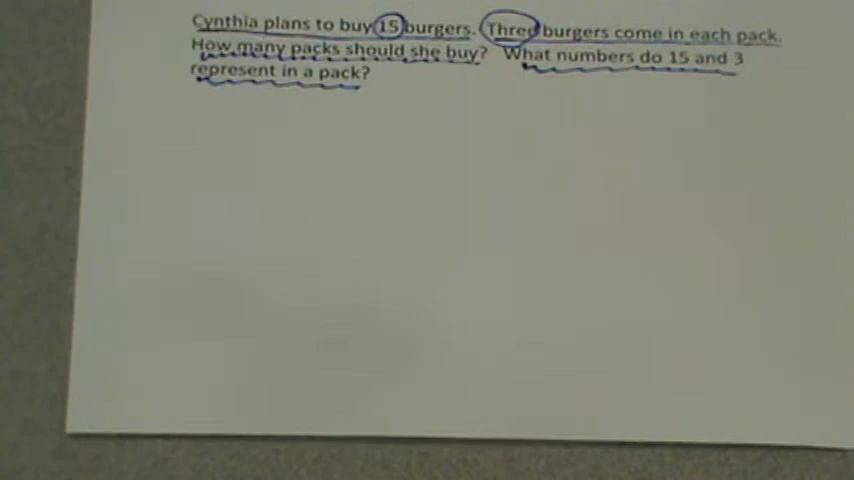 Cynthia plans to buy 15 burgers. Three burgers come in each pack.
How many packs should she buy? What numbers do 15 and 3
represent in a pack?